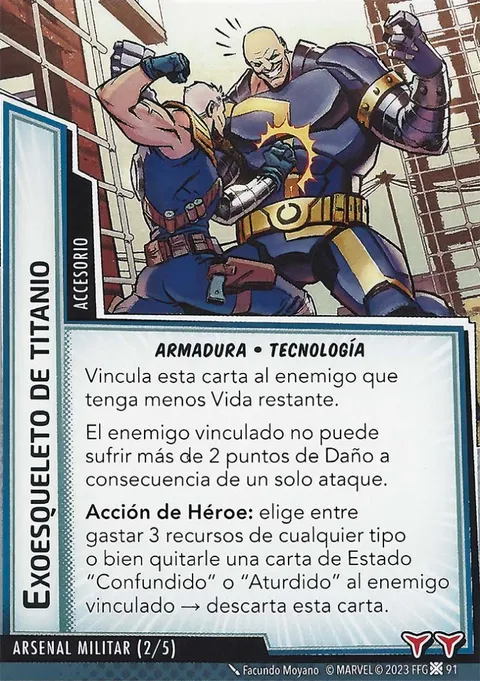 EXOESQUELETO DE TITANIO
ACCESORIO
ARMADURA • TECNOLOGÍA
Vincula esta carta al enemigo que
tenga menos Vida restante.
El enemigo vinculado no puede
sufrir más de 2 puntos de Daño a
consecuencia de un solo ataque.
Acción de Héroe: elige entre
gastar 3 recursos de cualquier tipo
o bien quitarle una carta de Estado
“Confundido” o “Aturdido” al enemigo
vinculado → descarta esta carta.
ARSENAL MILITAR (2/5)
Facundo Moyano © MARVEL © 2023 FFG 91